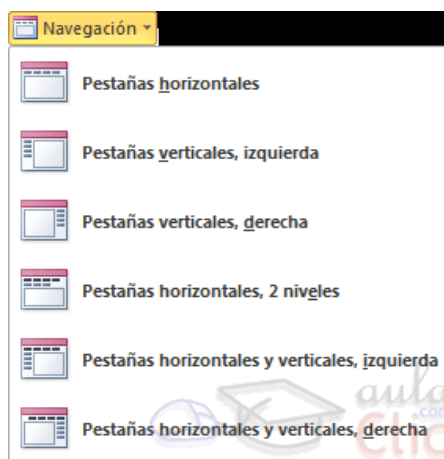 Navegación
Pestañas horizontales
Pestañas verticales, izquierda
Pestañas verticales, derecha
Pestañas horizontales, 2 niveles
Pestañas horizontales y verticales, izquierda
Pestañas horizontales y verticales, derecha